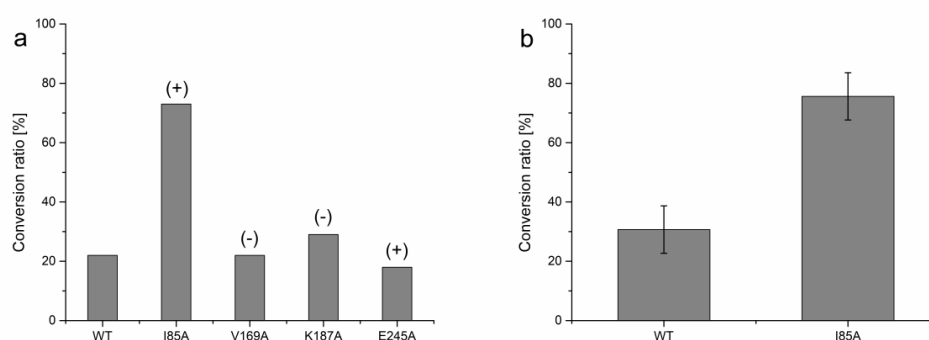 a
Conversion ratio [%]
100
80
60
40
20
0
(+)
(-)
(-)
(+)
WT I85A V169A K187A E245A
b
Conversion ratio [%]
100
80
60
40
20
0
WT I85A